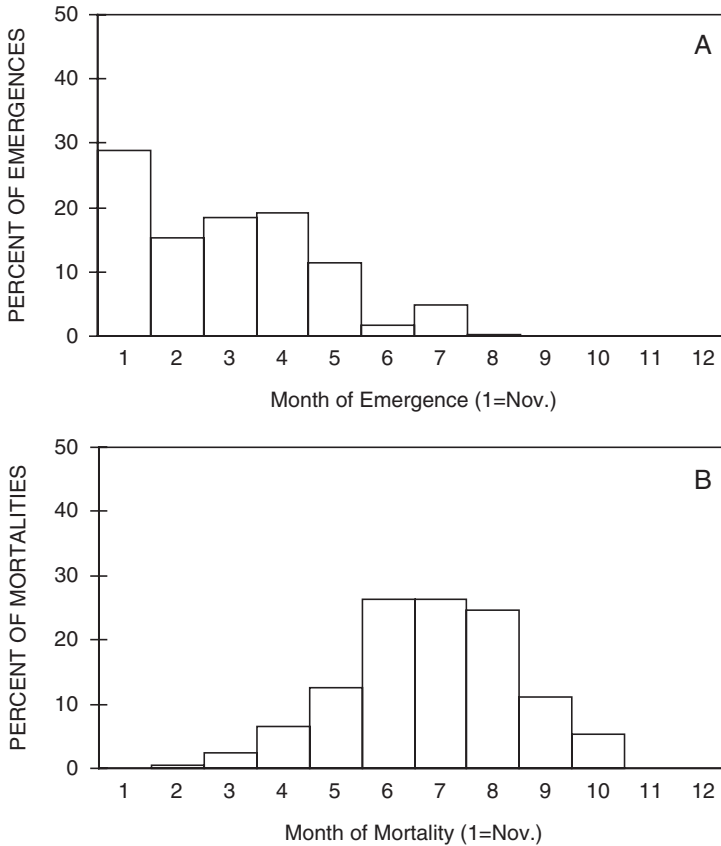 A
PERCENT OF EMERGENCES
50
40
30
20
10
0
1 2 3 4 5 6 7 8 9 10 11 12
Month of Emergence (1=Nov.)
B
PERCENT OF MORTALITIES
50
40
30
20
10
0
1 2 3 4 5 6 7 8 9 10 11 12
Month of Mortality (1=Nov.)